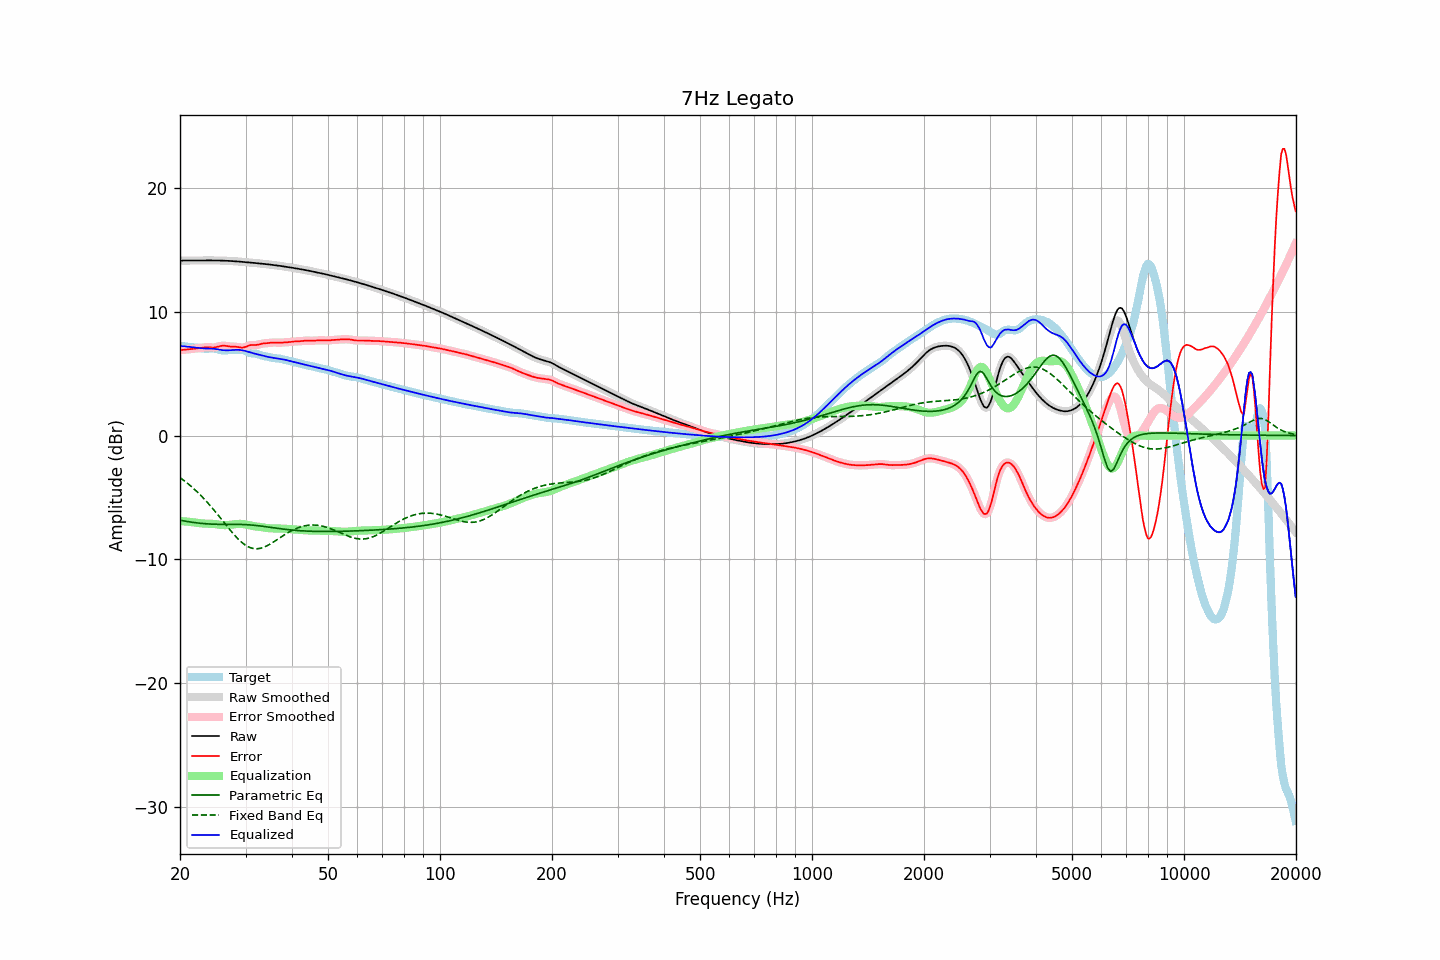 7Hz Legato
Amplitude (dBr)
20
10
0
−10
−20
−30
Target
Raw Smoothed
Error Smoothed
Raw
Error
Equalization
Parametric Eq
Fixed Band Eq
Equalized
20 50 100 200 500 1000 2000 5000 10000 20000
Frequency (Hz)